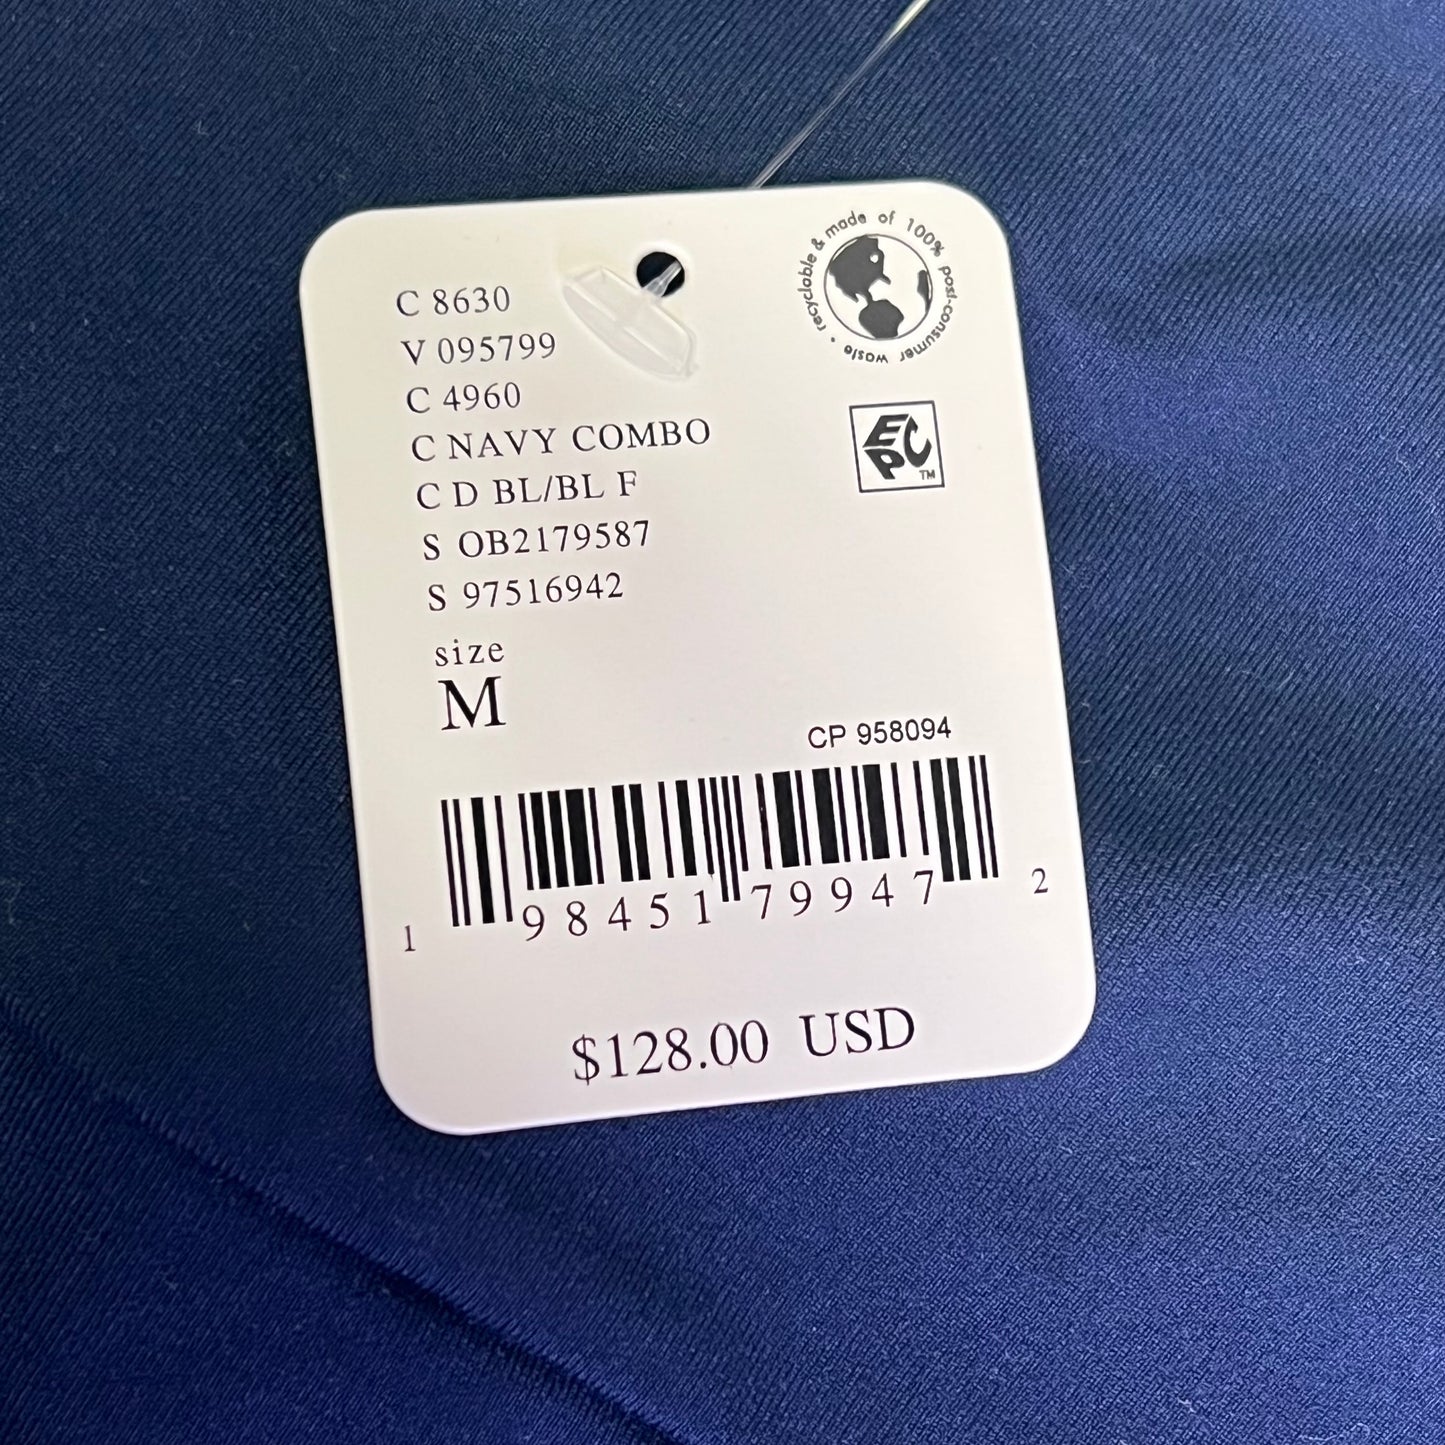 recyclable & made of 100% post-consumer waste •
C 8630
V 095799
C 4960
C NAVY COMBO
C D BL/BL F
S OB2179587
S 97516942
EPC™
size
M
CP 958094
1 98451 79947 2
$128.00 USD